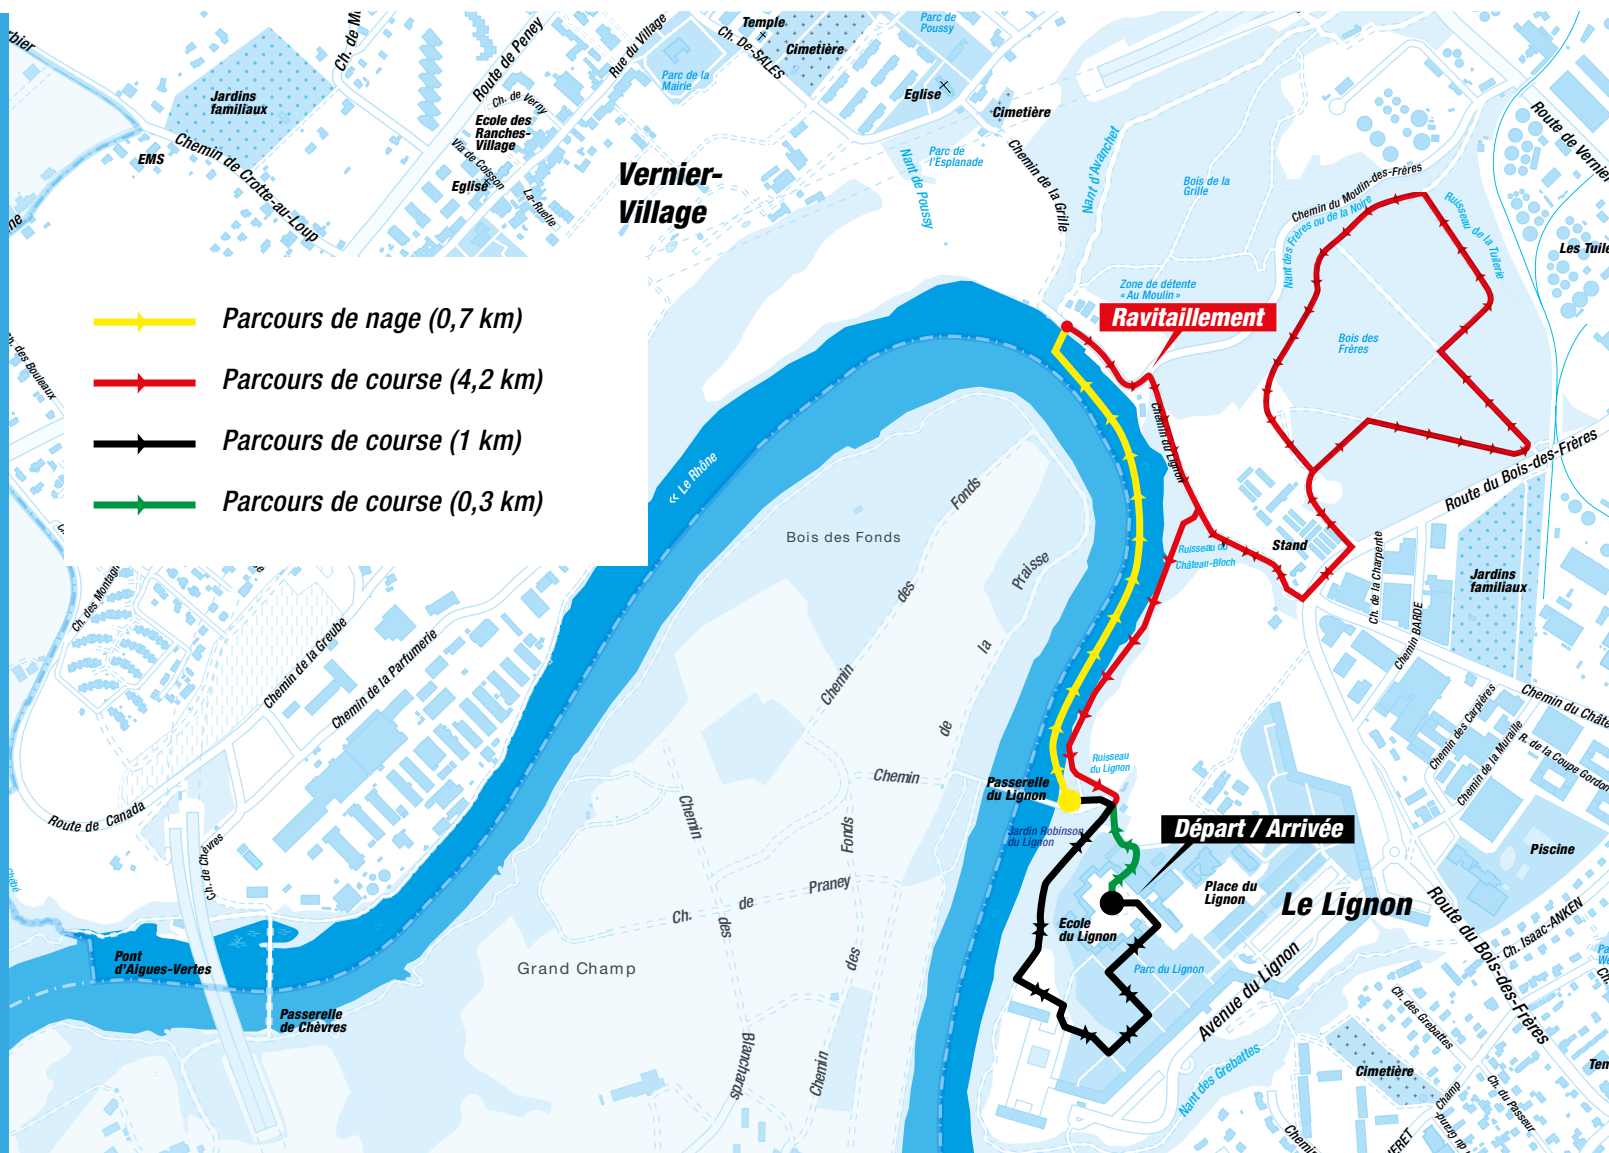 Parc de
Poussy
Temple
Cimetière
Ch. De-SALES
Rue du Village
Route de Peney
Parc de la
Mairie
Jardins
familiaux
Ch. de Verny
Ecole des
Ranches-
Village
Via de Coisson
Eglise
La-Ruelle
EMS
Chemin de Crotte-au-Loup
Eglise
Cimetière
Parc de
l'Esplanade
Nant de Poussy
Chemin de la Grille
Nant d'Avanchet
Bois de la
Grille
Chemin du Moulin-des-Frères
Nant des Frères ou de la Noire
Ruisseau de la Tuilerie
Route de Vernier
Les Tuile
Vernier-
Village
Zone de détente
« Au Moulin »
Ravitaillement
Bois des
Frères
Parcours de nage (0,7 km)
Parcours de course (4,2 km)
Parcours de course (1 km)
Parcours de course (0,3 km)
Ch. des Bouleaux
<< Le Rhône
Bois des Fonds
Chemin
des
Fonds
Chemin
de
la
Praisse
Chemin du Lignon
Ruisseau du
Château-Bloch
Stand
Route du Bois-des-Frères
Ch. de la Charpente
Chemin BARDE
Jardins
familiaux
Ch. des Montagn
Chemin de la Greube
Chemin de la Parfumerie
Route de Canada
Ch. de Chèvres
Chemin du Châte
Chemin des Carpières
Chemin de la Muraille
R. de la Coupe Gordon
Ruisseau
du Lignon
Passerelle
du Lignon
Jardin Robinson
du Lignon
Départ / Arrivée
Piscine
Place du
Lignon
Le Lignon
Ecole
du Lignon
Parc du Lignon
Avenue du Lignon
Route du Bois-des-Frères
Ch. Isaac-ANKEN
Chemin
des
Blanchards
Ch.
de
Praney
Chemin
des
Fonds
Grand Champ
Pont
d'Aigues-Vertes
Passerelle
de Chèvres
Nant des Grebattes
Ch. des Grebattes
Cimetière
Ch. du Passeur
Champ
du Grand-
Chemin